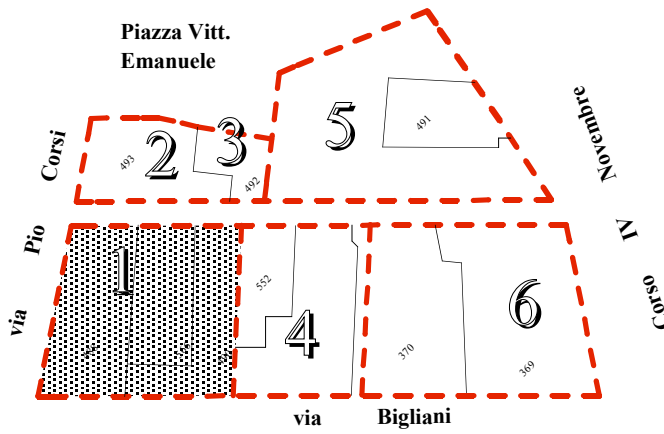 Piazza Vitt.
Emanuele
5
491
Novembre
IV
Corso
3
2
493
492
Corsi
Pio
via
1
552
4
370
6
369
via Bigliani